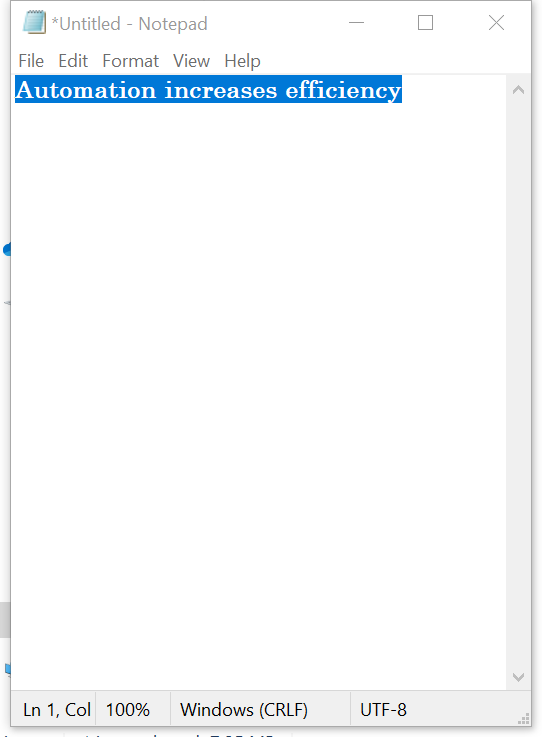 *Untitled - Notepad
File Edit Format View Help
Automation increases efficiency
Ln 1, Col 100% Windows (CRLF) UTF-8